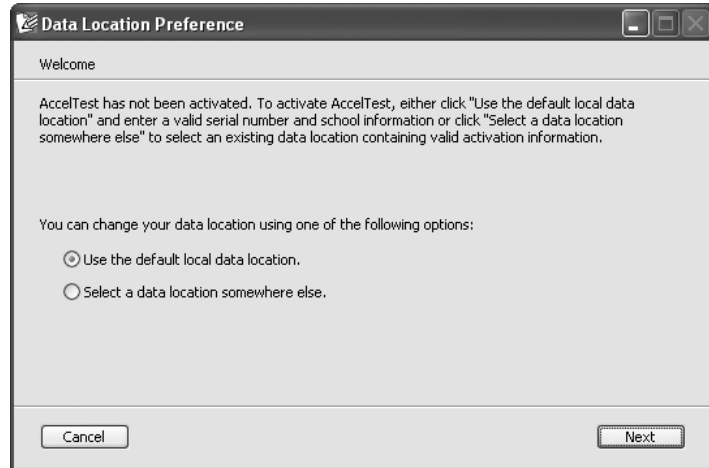 Data Location Preference
Welcome
AccelTest has not been activated. To activate AccelTest, either click "Use the default local data
location" and enter a valid serial number and school information or click "Select a data location
somewhere else" to select an existing data location containing valid activation information.
You can change your data location using one of the following options:
Use the default local data location.
Select a data location somewhere else.
Cancel Next